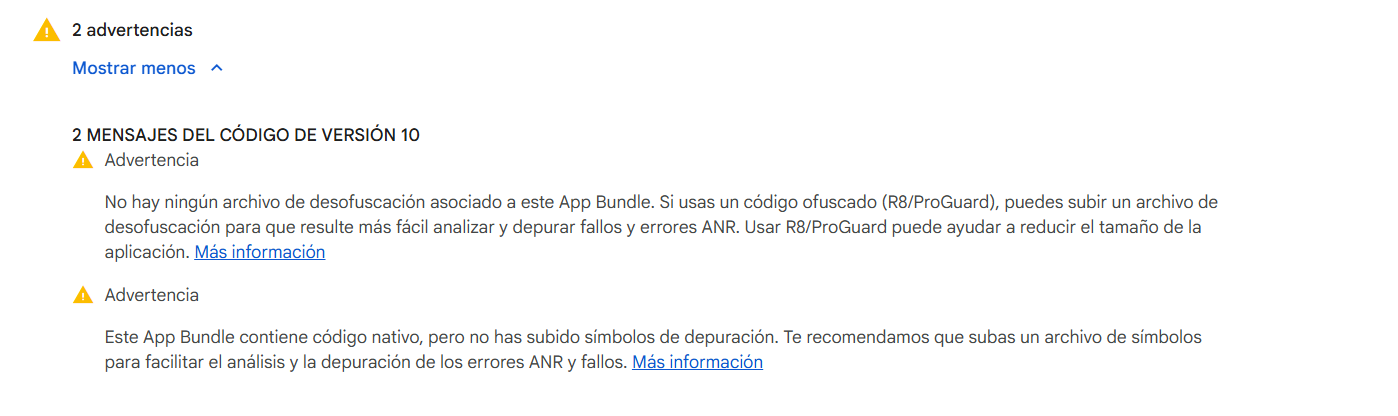 2 advertencias
Mostrar menos
2 MENSAJES DEL CÓDIGO DE VERSIÓN 10
Advertencia
No hay ningún archivo de desofuscación asociado a este App Bundle. Si usas un código ofuscado (R8/ProGuard), puedes subir un archivo de
desofuscación para que resulte más fácil analizar y depurar fallos y errores ANR. Usar R8/ProGuard puede ayudar a reducir el tamaño de la
aplicación. Más información
Advertencia
Este App Bundle contiene código nativo, pero no has subido símbolos de depuración. Te recomendamos que subas un archivo de símbolos
para facilitar el análisis y la depuración de los errores ANR y fallos. Más información